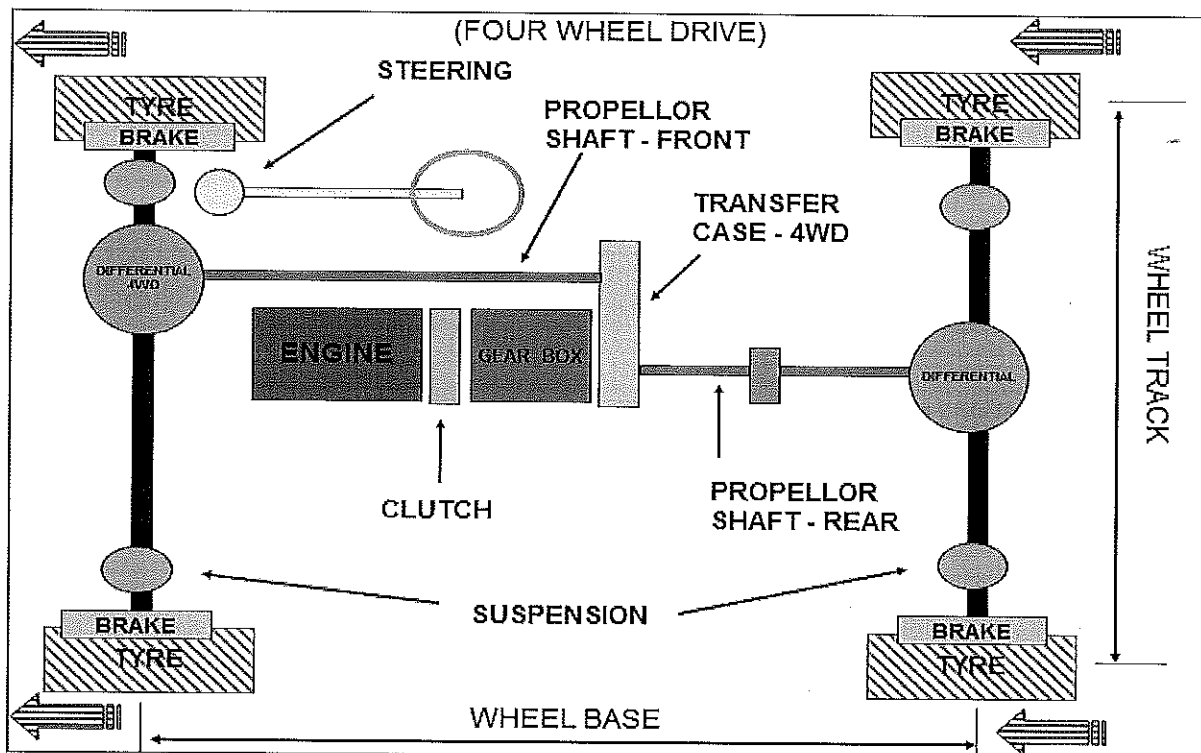 (FOUR WHEEL DRIVE)
STEERING
TYRE
BRAKE
PROPELLOR
SHAFT - FRONT
TYRE
BRAKE
TRANSFER
CASE - 4WD
DIFFERENTIAL
4WD
WHEEL TRACK
ENGINE
GEAR BOX
DIFFERENTIAL
CLUTCH
PROPELLOR
SHAFT - REAR
SUSPENSION
BRAKE
TYRE
BRAKE
TYRE
WHEEL BASE